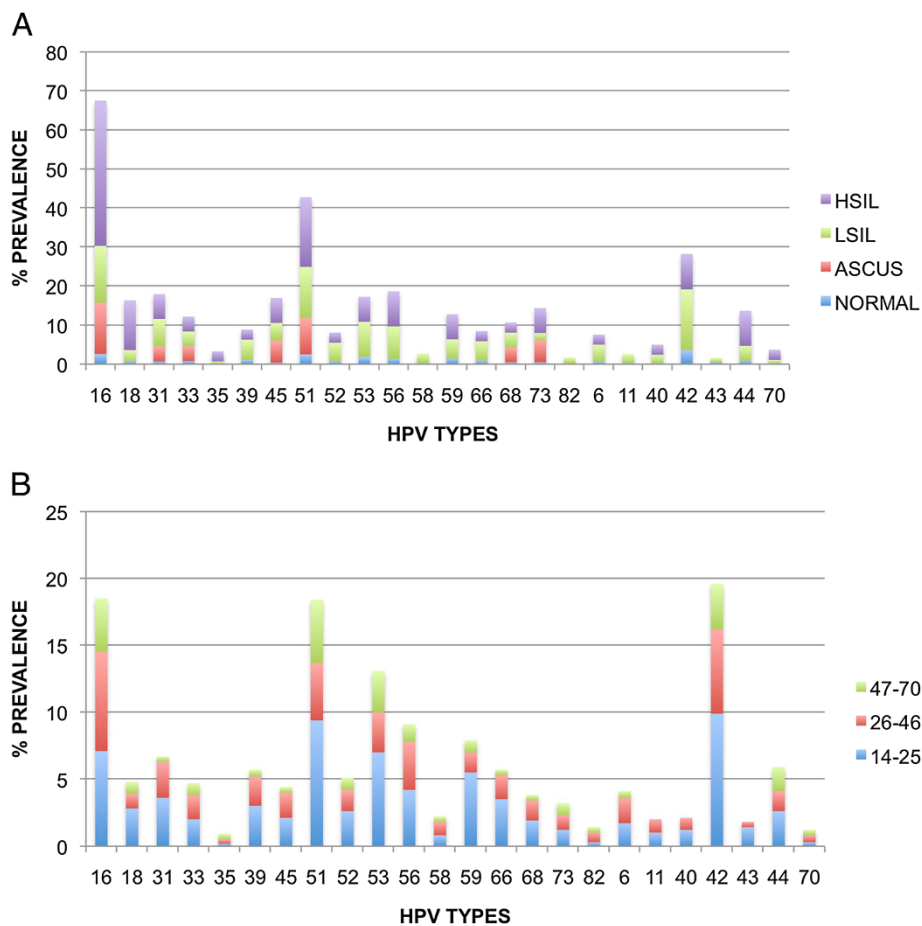 A
80
70
60
50
40
30
20
10
0
% PREVALENCE
16 18 31 33 35 39 45 51 52 53 56 58 59 66 68 73 82 6 11 40 42 43 44 70
HPV TYPES
HSIL
LSIL
ASCUS
NORMAL
B
25
20
15
10
5
0
% PREVALENCE
16 18 31 33 35 39 45 51 52 53 56 58 59 66 68 73 82 6 11 40 42 43 44 70
HPV TYPES
47-70
26-46
14-25